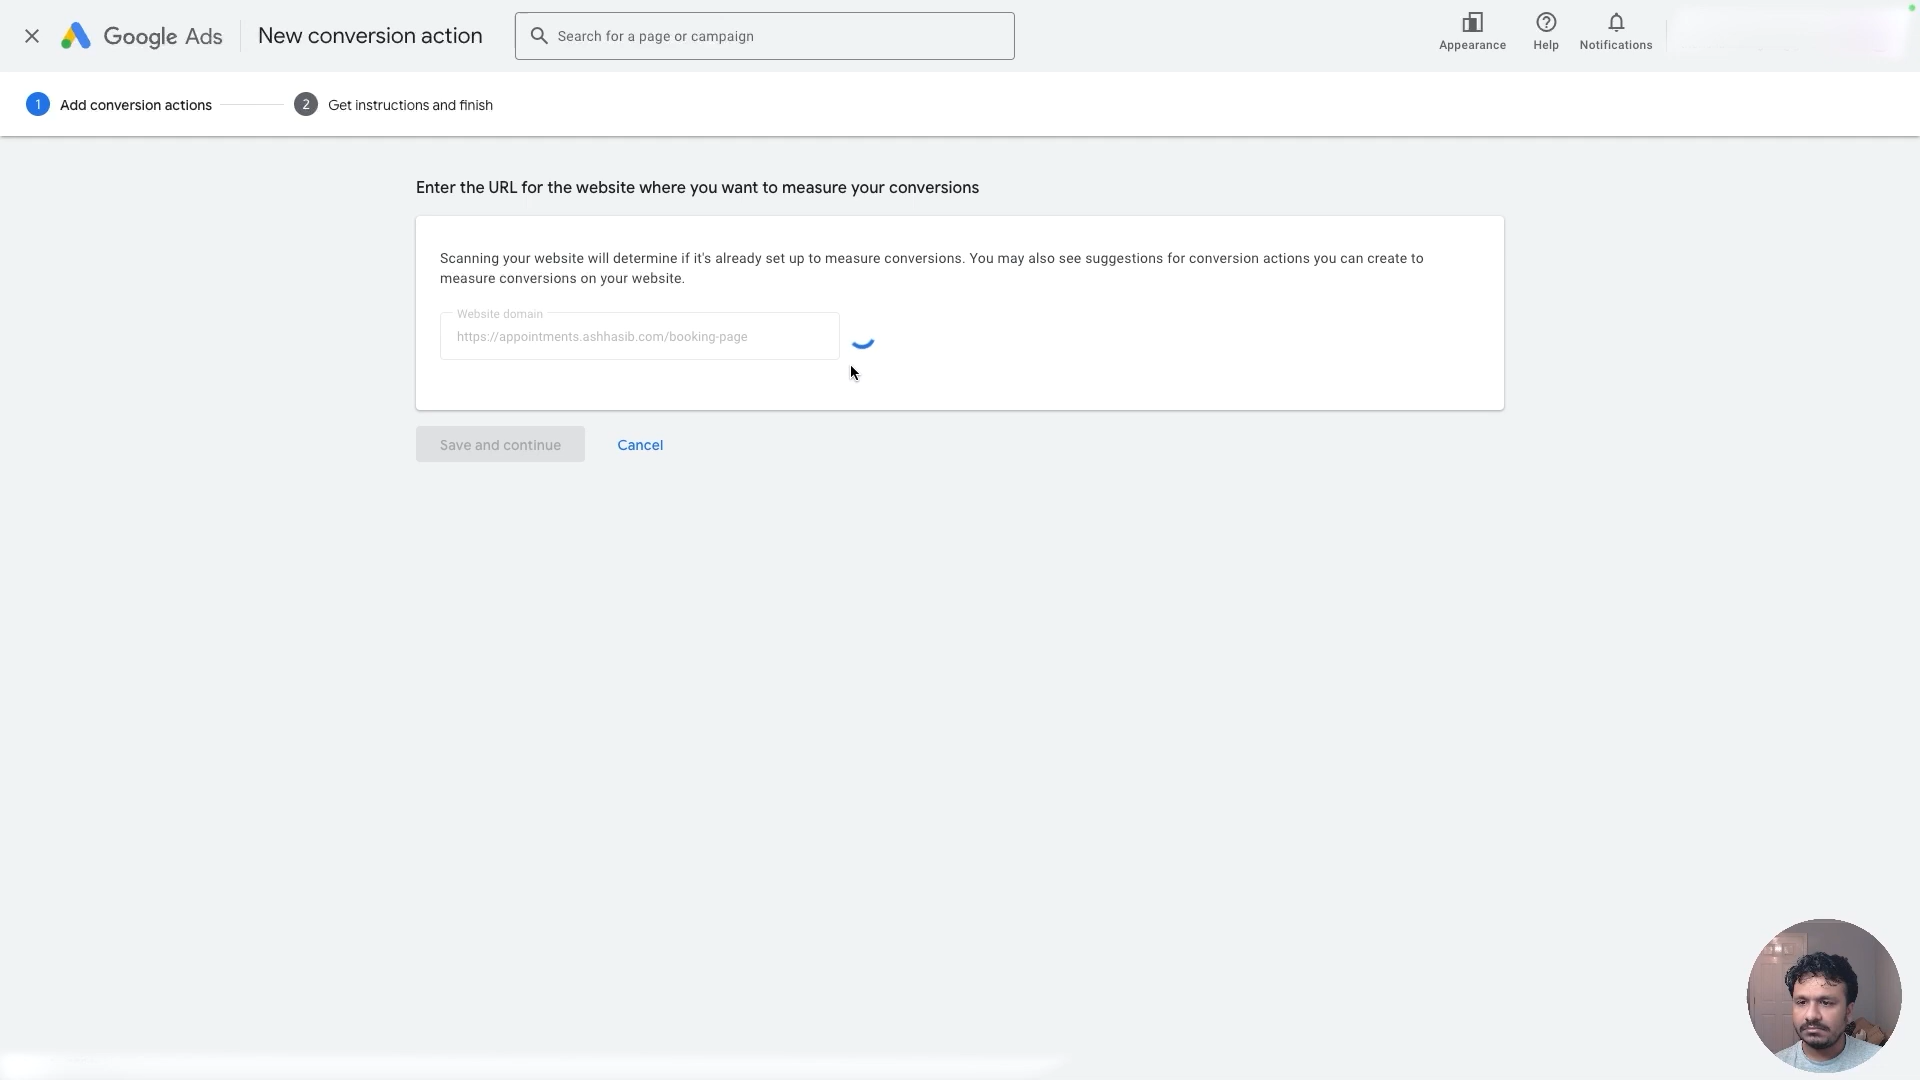 Google Ads
New conversion action
Search for a page or campaign
Appearance
Help
Notifications
1 Add conversion actions
2 Get instructions and finish
Enter the URL for the website where you want to measure your conversions
Scanning your website will determine if it's already set up to measure conversions. You may also see suggestions for conversion actions you can create to
measure conversions on your website.
Website domain
https://appointments.ashhasib.com/booking-page
Save and continue
Cancel